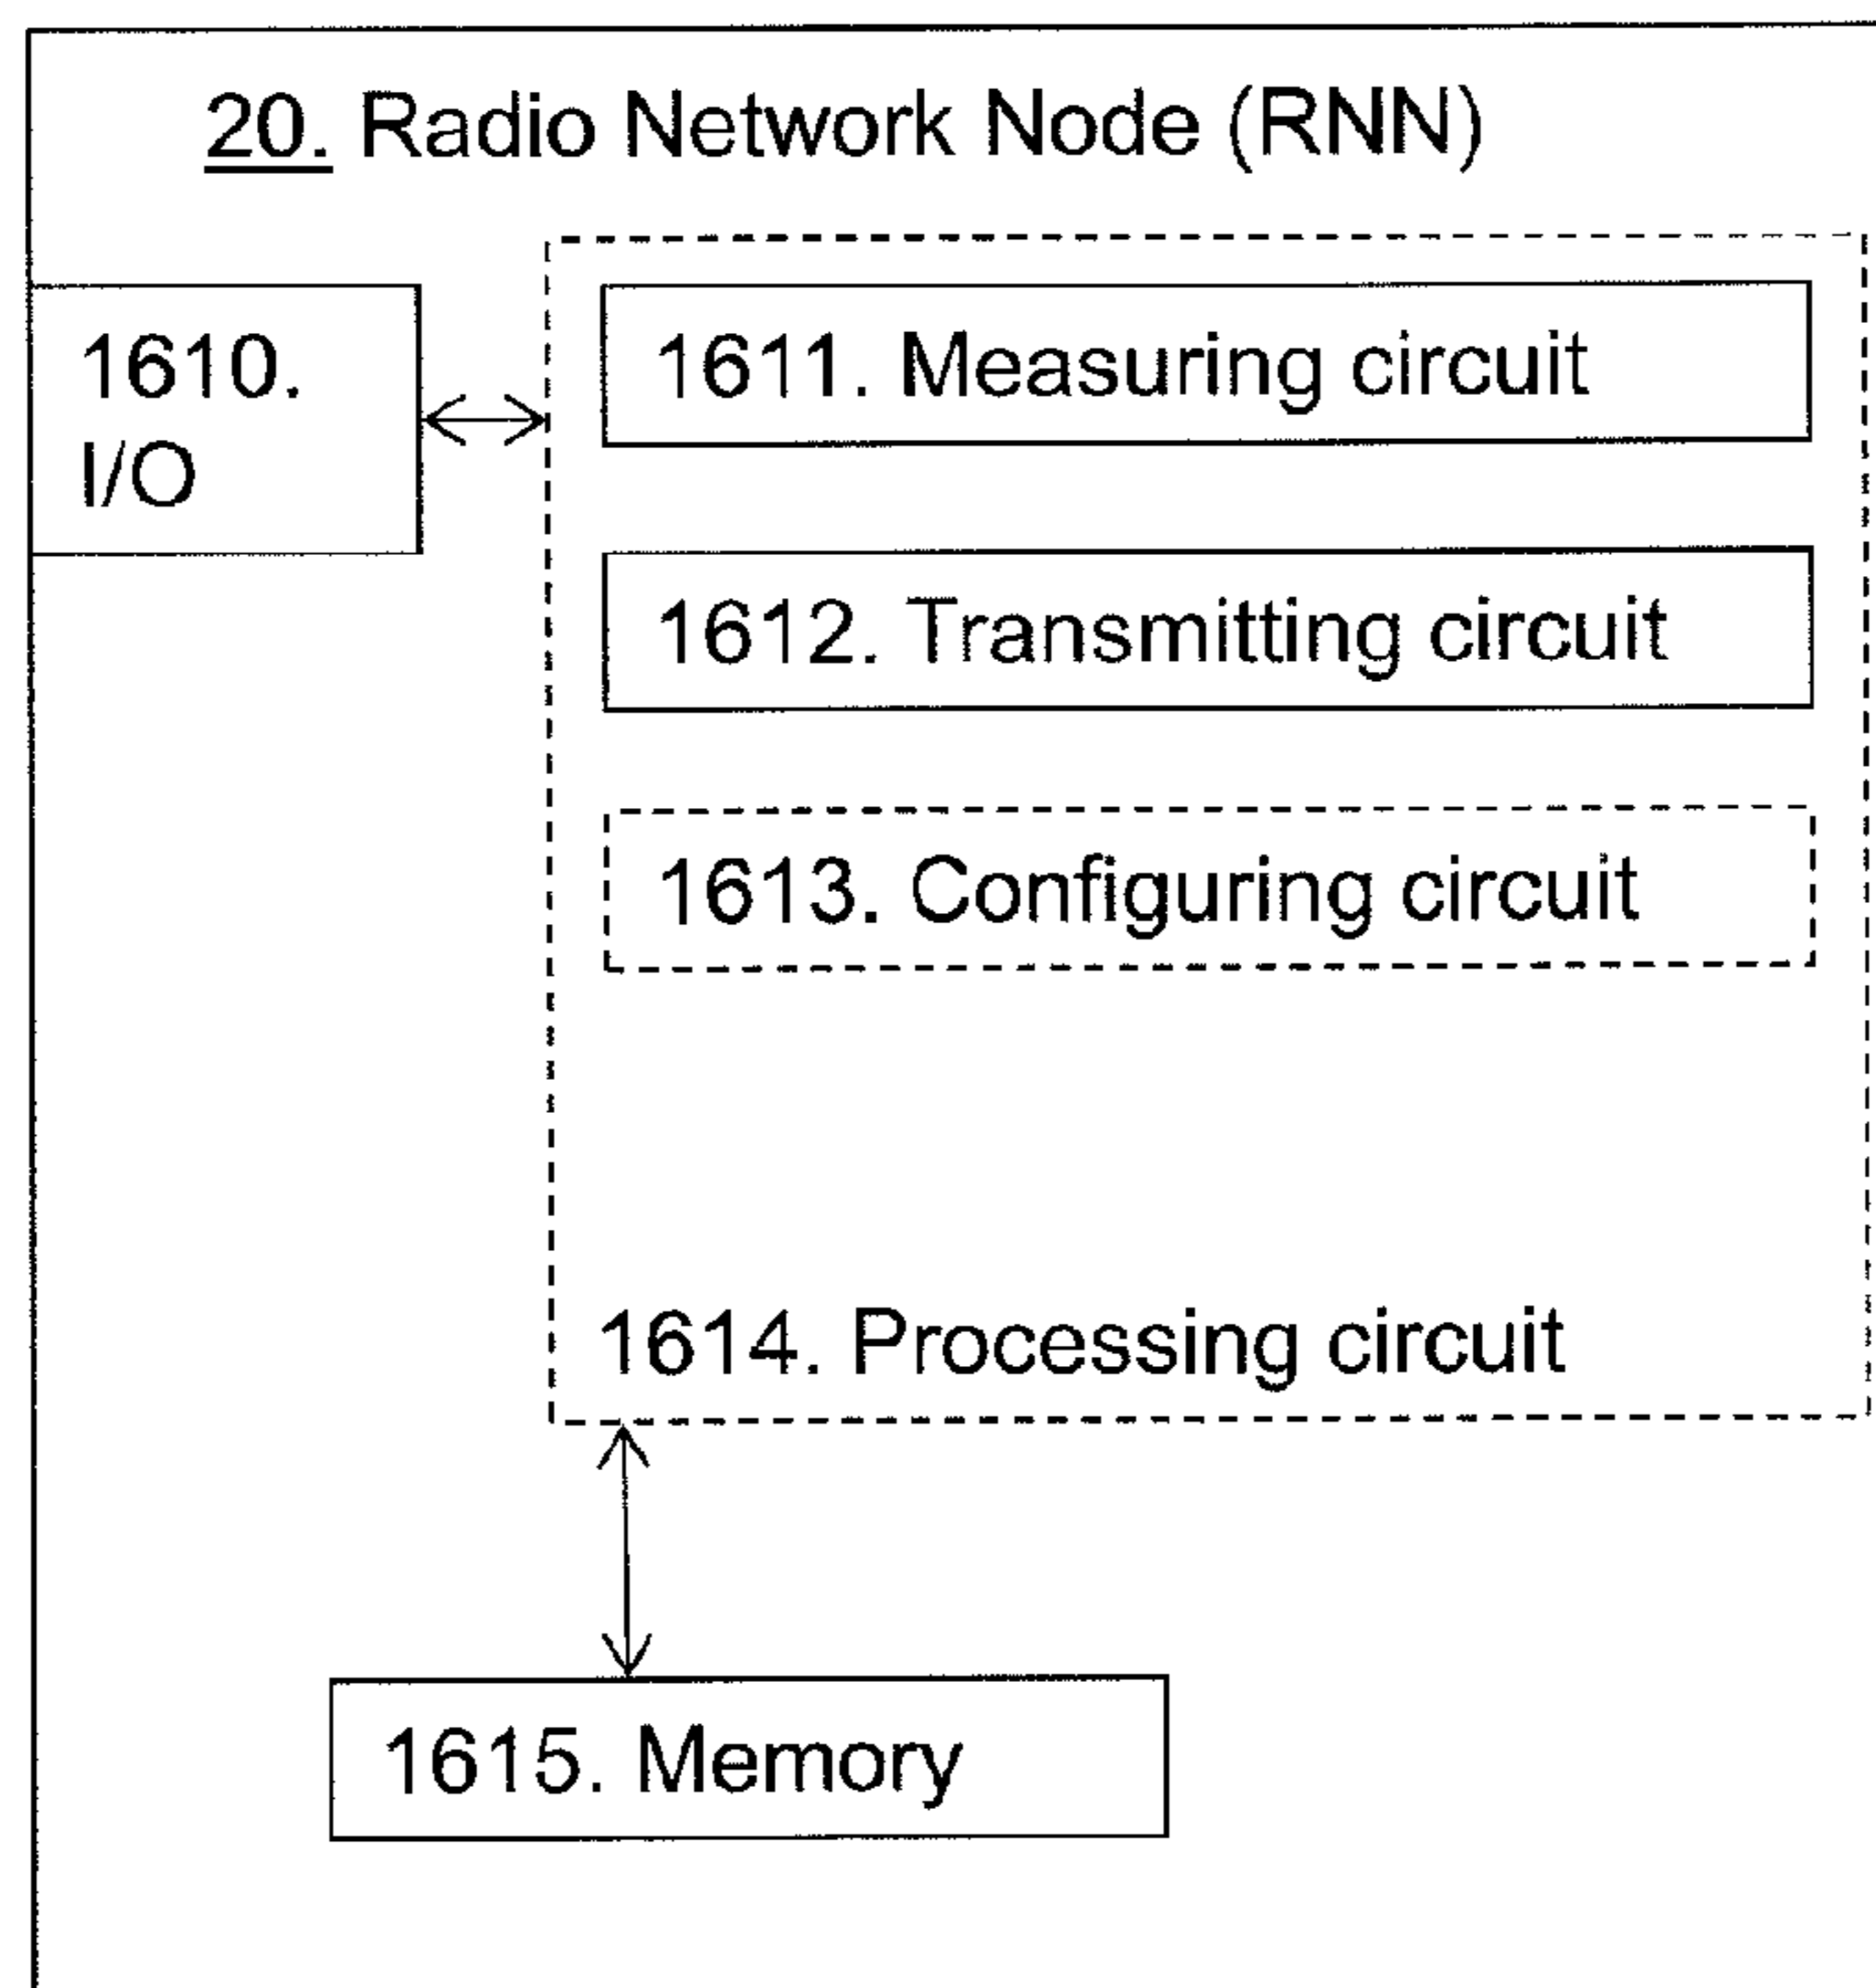 20. Radio Network Node (RNN)
1610.
I/O
1611. Measuring circuit
1612. Transmitting circuit
1613. Configuring circuit
1614. Processing circuit
1615. Memory